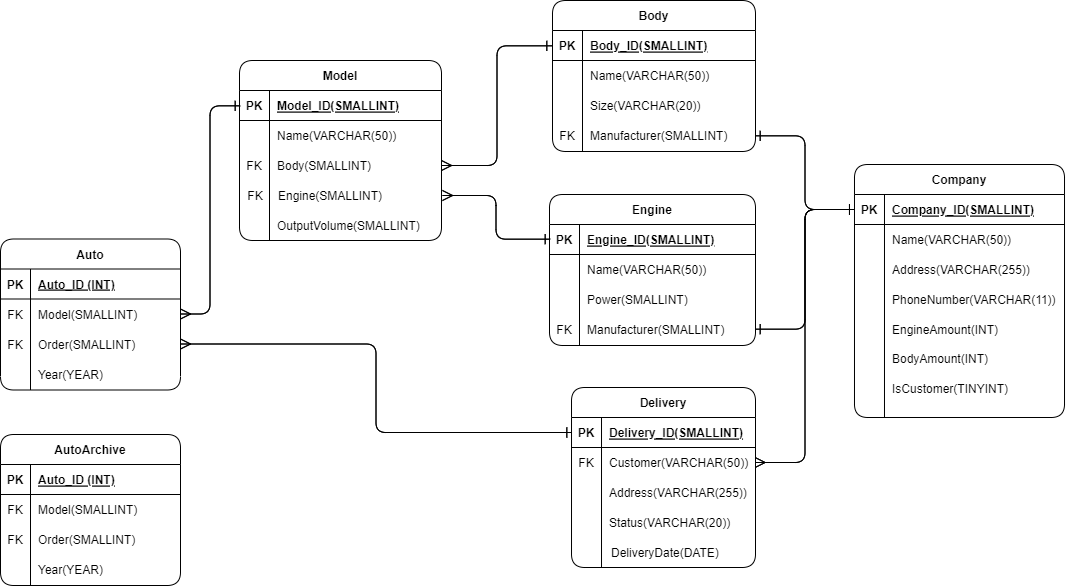 Body
PK Body_ID(SMALLINT)
Name(VARCHAR(50))
Size(VARCHAR(20))
FK Manufacturer(SMALLINT)
Model
PK Model_ID(SMALLINT)
Name(VARCHAR(50))
FK Body(SMALLINT)
FK Engine(SMALLINT)
OutputVolume(SMALLINT)
Company
PK Company_ID(SMALLINT)
Name(VARCHAR(50))
Address(VARCHAR(255))
PhoneNumber(VARCHAR(11))
EngineAmount(INT)
BodyAmount(INT)
IsCustomer(TINYINT)
Engine
PK Engine_ID(SMALLINT)
Name(VARCHAR(50))
Power(SMALLINT)
FK Manufacturer(SMALLINT)
Auto
PK Auto_ID (INT)
FK Model(SMALLINT)
FK Order(SMALLINT)
Year(YEAR)
Delivery
PK Delivery_ID(SMALLINT)
FK Customer(VARCHAR(50))
Address(VARCHAR(255))
Status(VARCHAR(20))
DeliveryDate(DATE)
AutoArchive
PK Auto_ID (INT)
FK Model(SMALLINT)
FK Order(SMALLINT)
Year(YEAR)